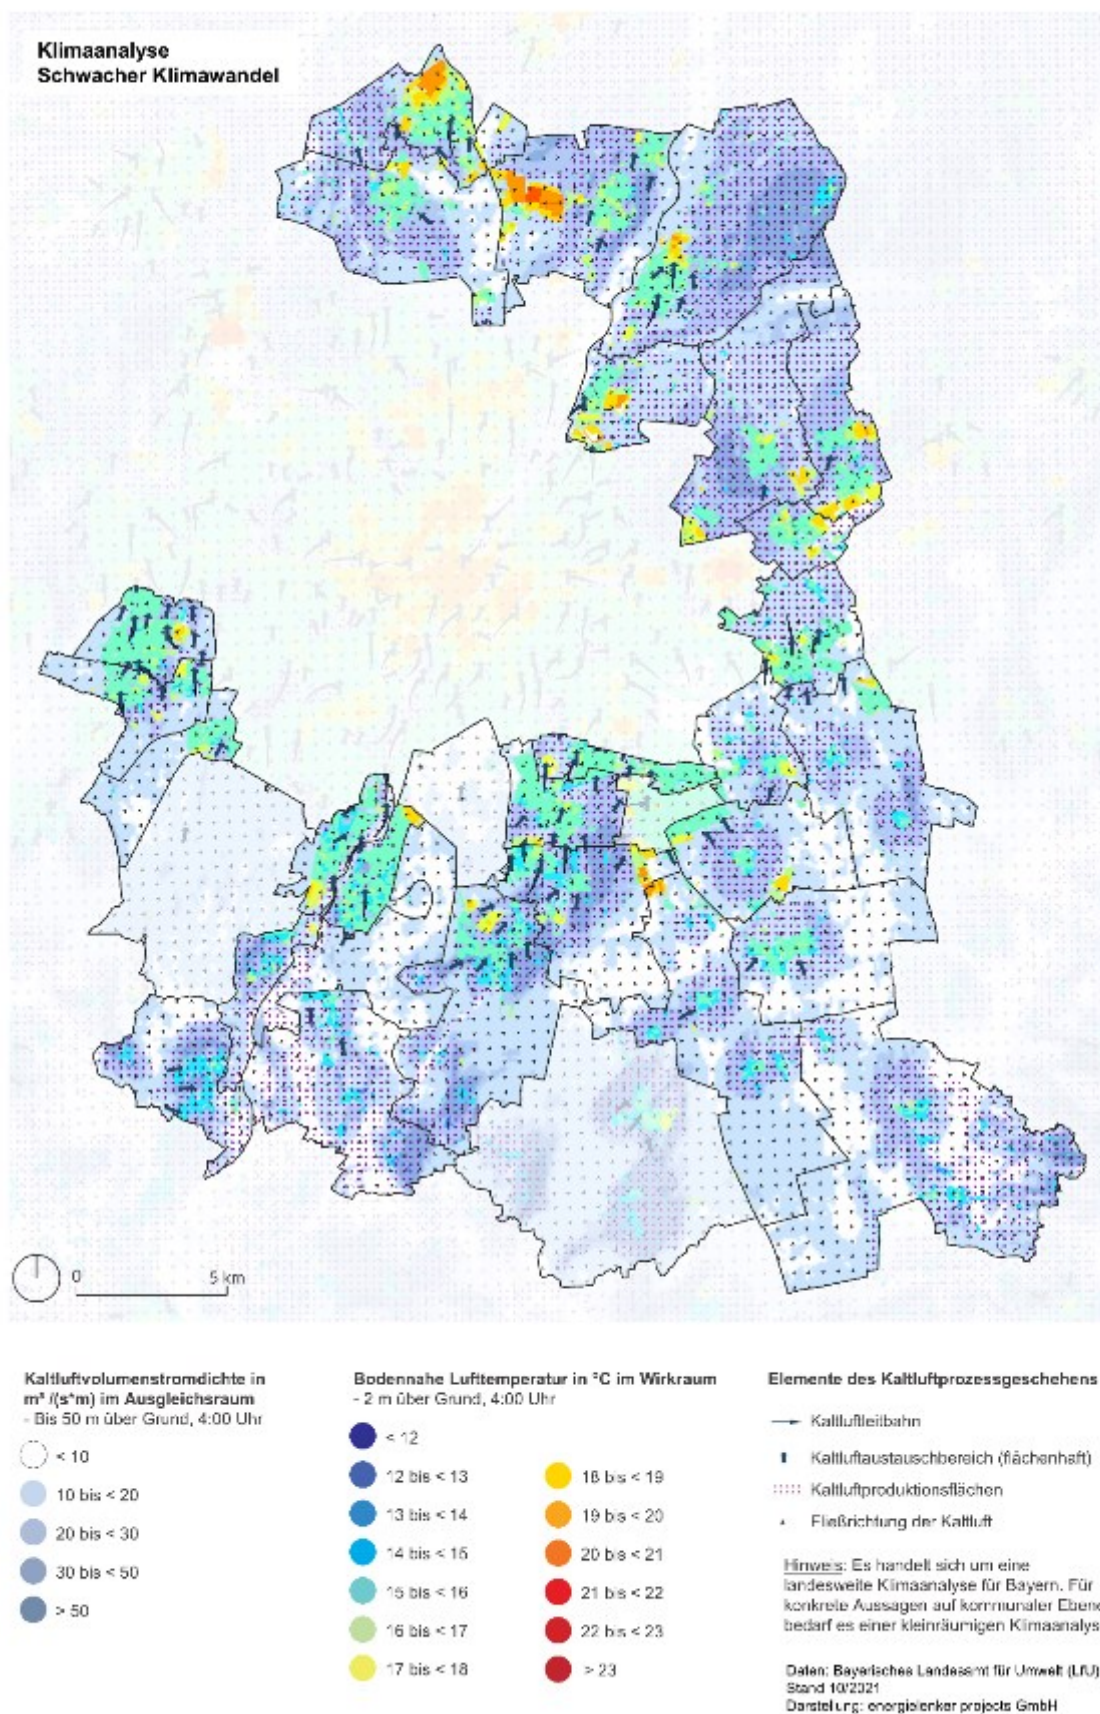 Klimaanalyse
Schwacher Klimawandel
0
5 km
Kaltluftvolumenstromdichte in
m³ /(s*m) im Ausgleichsraum
- Bis 50 m über Grund, 4:00 Uhr
< 10
10 bis < 20
20 bis < 30
30 bis < 50
> 50
Bodennahe Lufttemperatur in °C im Wirkraum
- 2 m über Grund, 4:00 Uhr
< 12
12 bis < 13
13 bis < 14
14 bis < 15
15 bis < 16
16 bis < 17
17 bis < 18
18 bis < 19
19 bis < 20
20 bis < 21
21 bis < 22
22 bis < 23
> 23
Elemente des Kaltluftprozessgeschehens
Kaltluftleitbahn
Kaltluftaustauschbereich (flächenhaft)
Kaltluftproduktionsflächen
Fließrichtung der Kaltluft
Hinweis: Es handelt sich um eine
landesweite Klimaanalyse für Bayern. Für
konkrete Aussagen auf kommunaler Ebene
bedarf es einer kleinräumigen Klimaanalys
Daten: Bayerisches Landesamt für Umwelt (LfU)
Stand 10/2021
Darstellung: energielenker projects GmbH